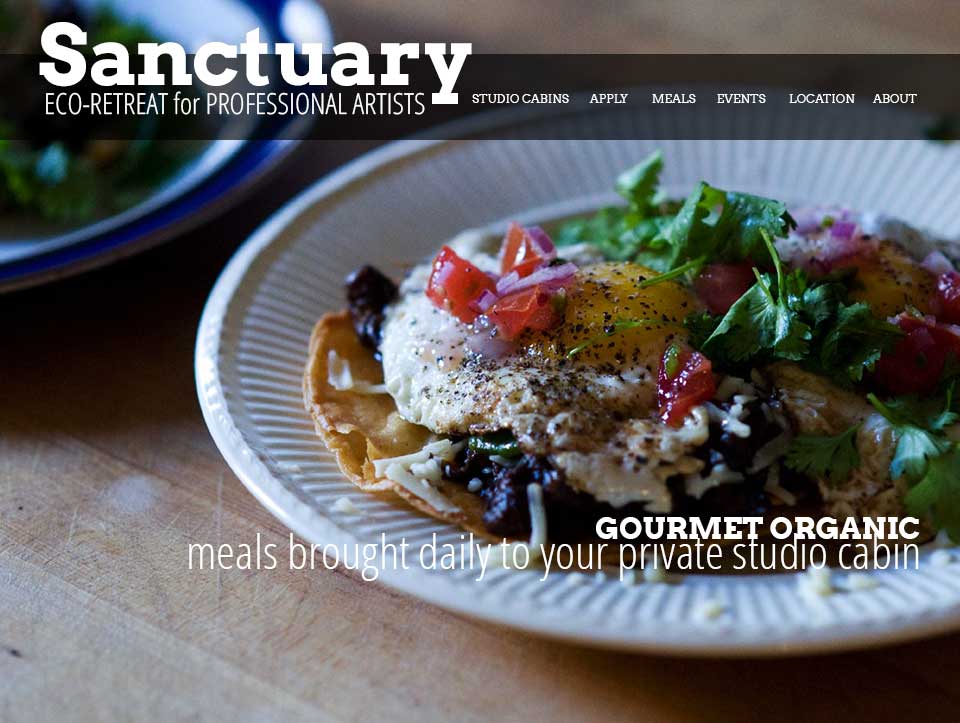 Sanctuary
ECO-RETREAT for PROFESSIONAL ARTISTS
STUDIO CABINS APPLY MEALS EVENTS LOCATION ABOUT
GOURMET ORGANIC
meals brought daily to your private studio cabin